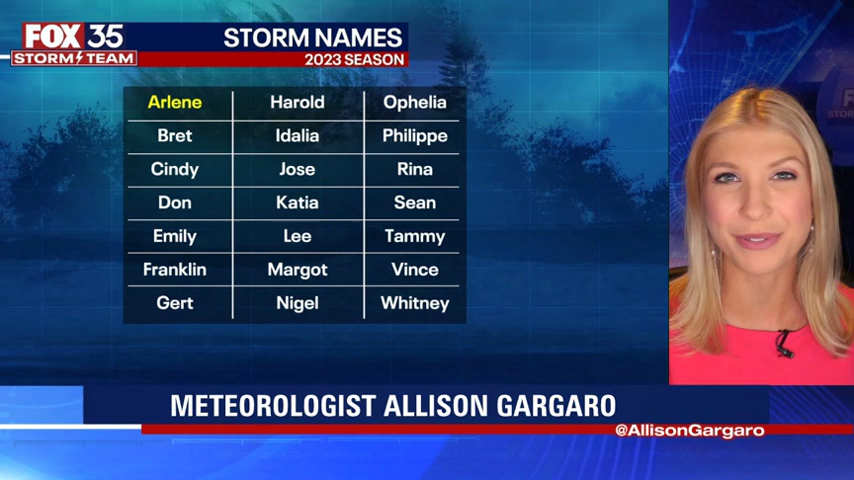 FOX 35
STORM TEAM
STORM NAMES
2023 SEASON
Arlene Harold Ophelia
Bret Idalia Philippe
Cindy Jose Rina
Don Katia Sean
Emily Lee Tammy
Franklin Margot Vince
Gert Nigel Whitney
METEOROLOGIST ALLISON GARGARO
@AllisonGargaro